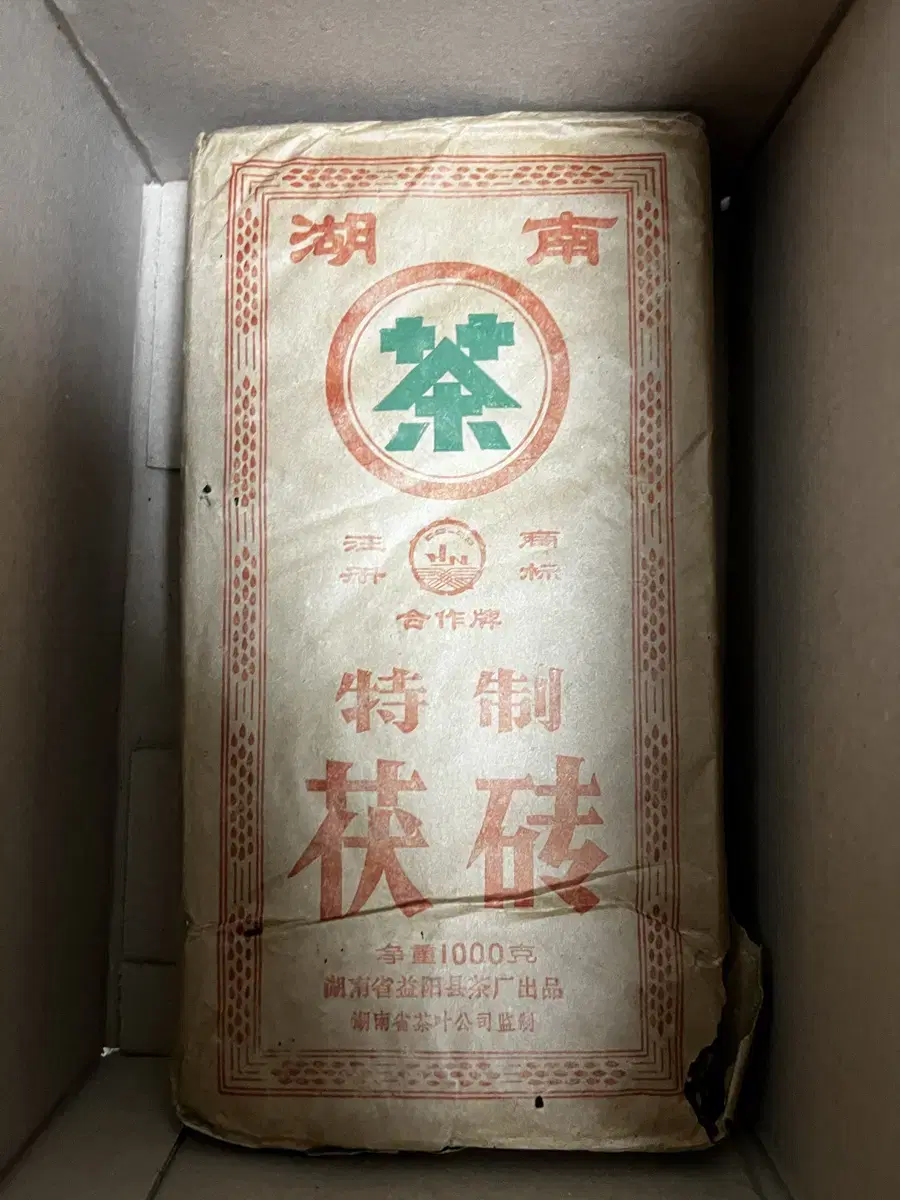 湖南
茶
注册 商标
合作牌
特制
茯砖
净重1000克
湖南省益阳县茶厂出品
湖南省茶叶公司监制